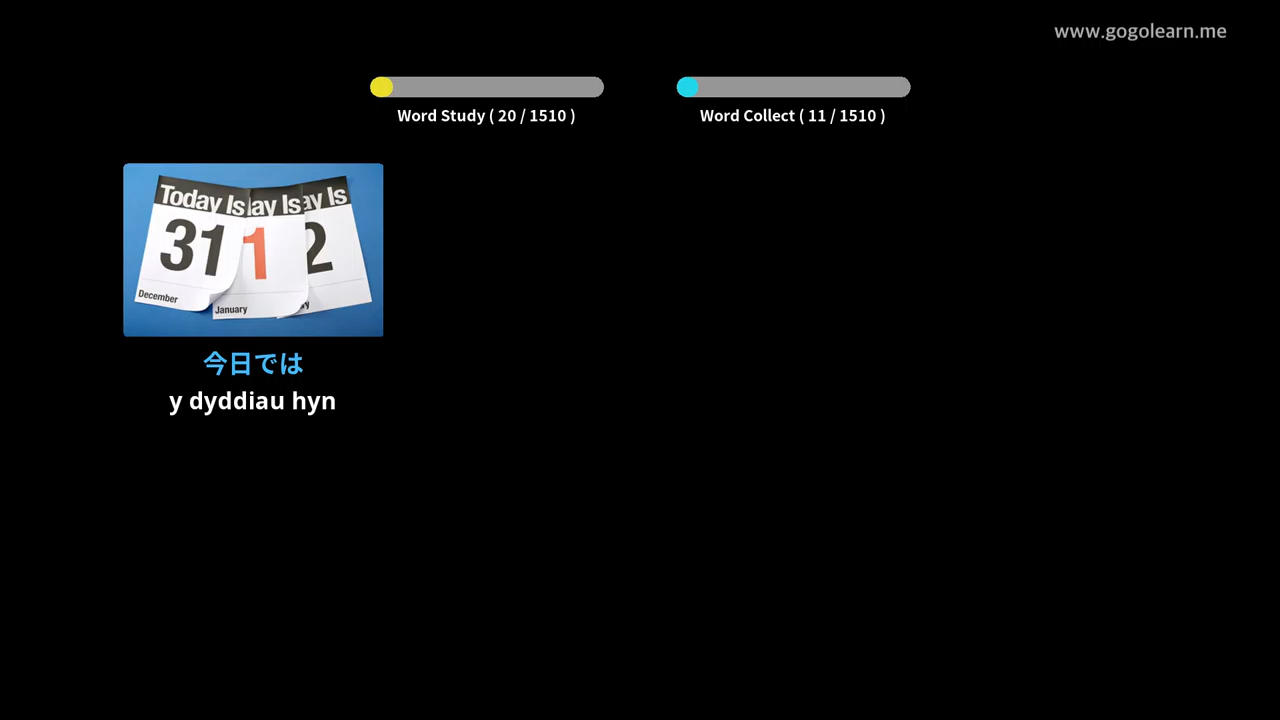 www.gogolearn.me
Word Study ( 20 / 1510 )
Word Collect ( 11 / 1510 )
Today Is
ay Is
ay Is
31
1
2
December
January
ry
今日では
y dyddiau hyn